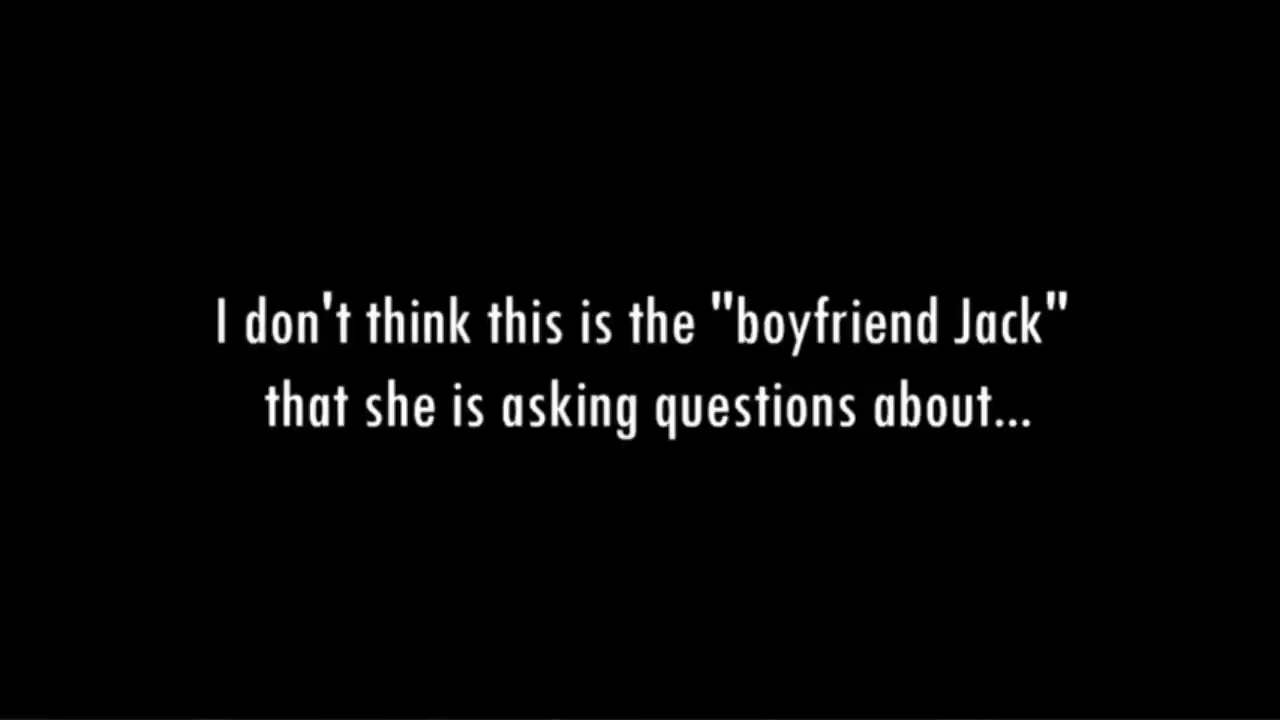 I don't think this is the "boyfriend Jack"
that she is asking questions about...